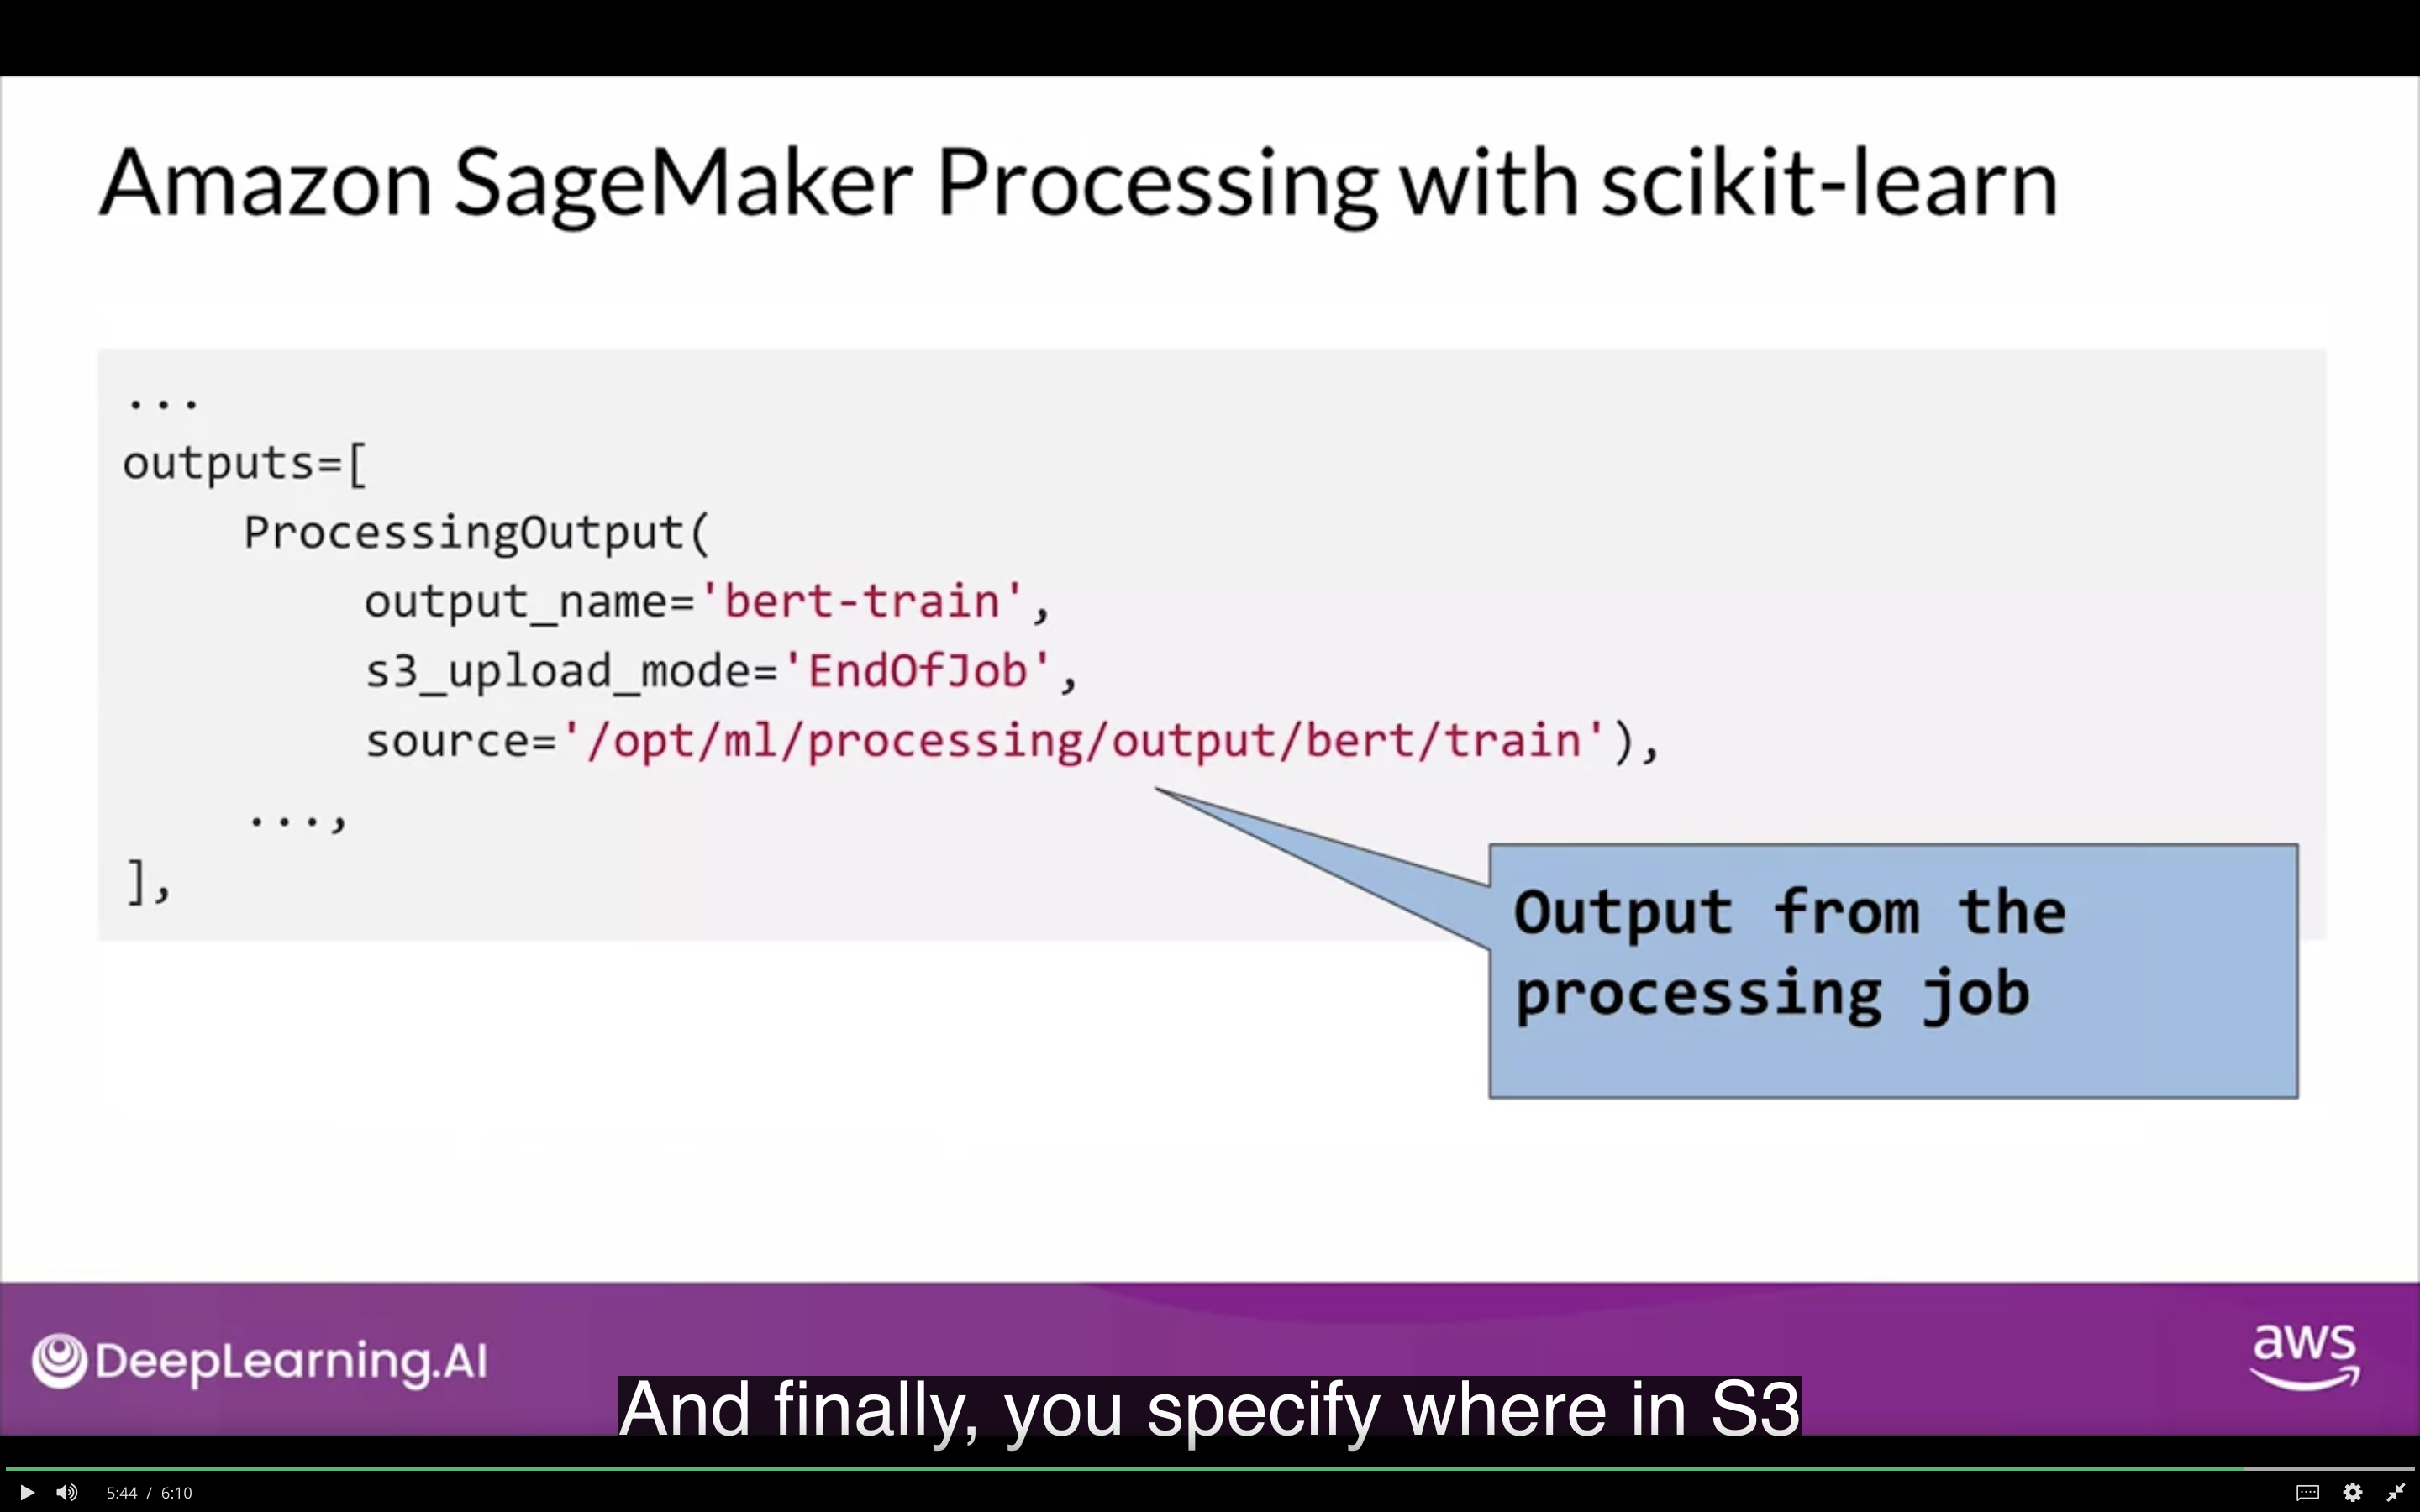 Amazon SageMaker Processing with scikit-learn
...
outputs=[
ProcessingOutput(
output_name='bert-train',
s3_upload_mode='EndOfJob',
source='/opt/ml/processing/output/bert/train'),
...,
],
Output from the
processing job
DeepLearning.AI
aws
And finally, you specify where in S3
5:44 / 6:10